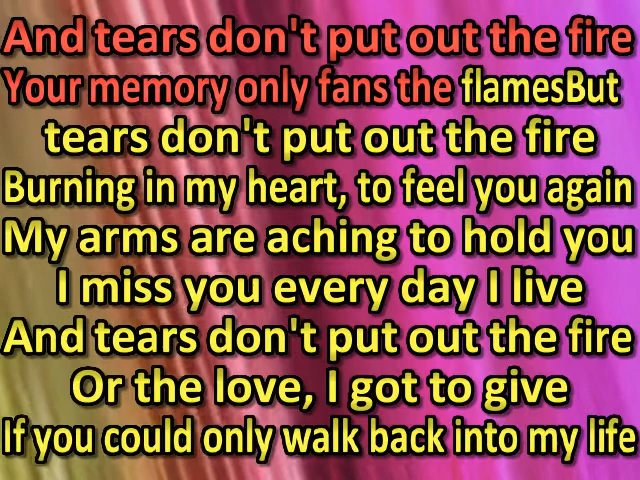 And tears don't put out the fire
Your memory only fans the flamesBut
tears don't put out the fire
Burning in my heart, to feel you again
My arms are aching to hold you
I miss you every day I live
And tears don't put out the fire
Or the love, I got to give
If you could only walk back into my life